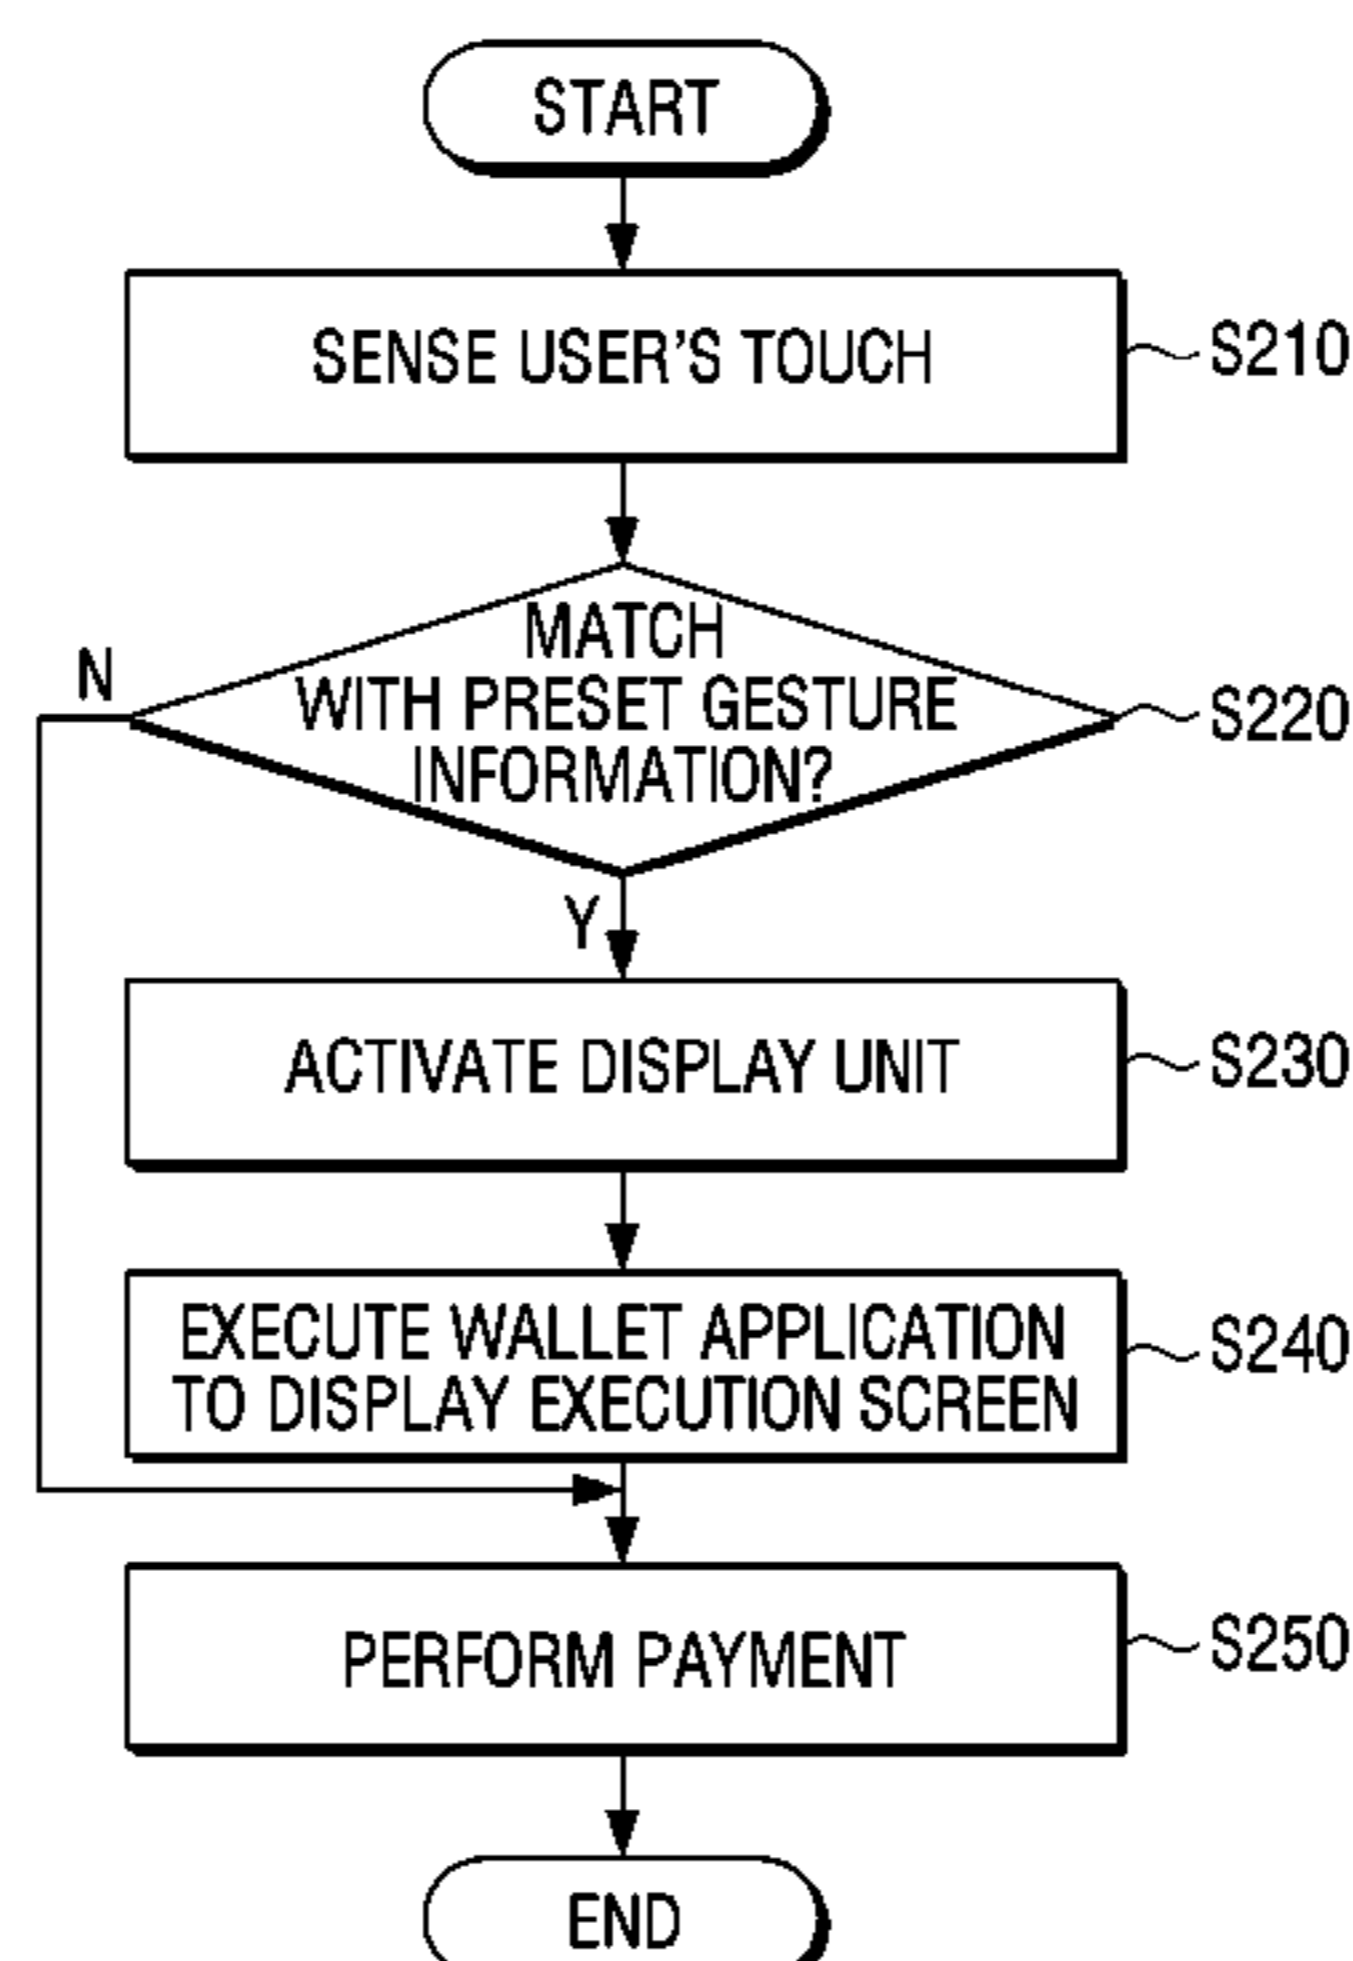 START
SENSE USER'S TOUCH
S210
MATCH
WITH PRESET GESTURE
INFORMATION?
N
S220
Y
ACTIVATE DISPLAY UNIT
S230
EXECUTE WALLET APPLICATION
TO DISPLAY EXECUTION SCREEN
S240
PERFORM PAYMENT
S250
END